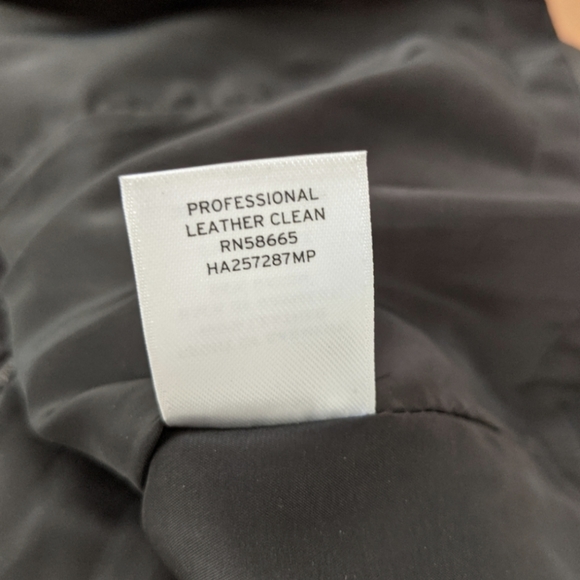 PROFESSIONAL
LEATHER CLEAN
RN58665
HA257287MP